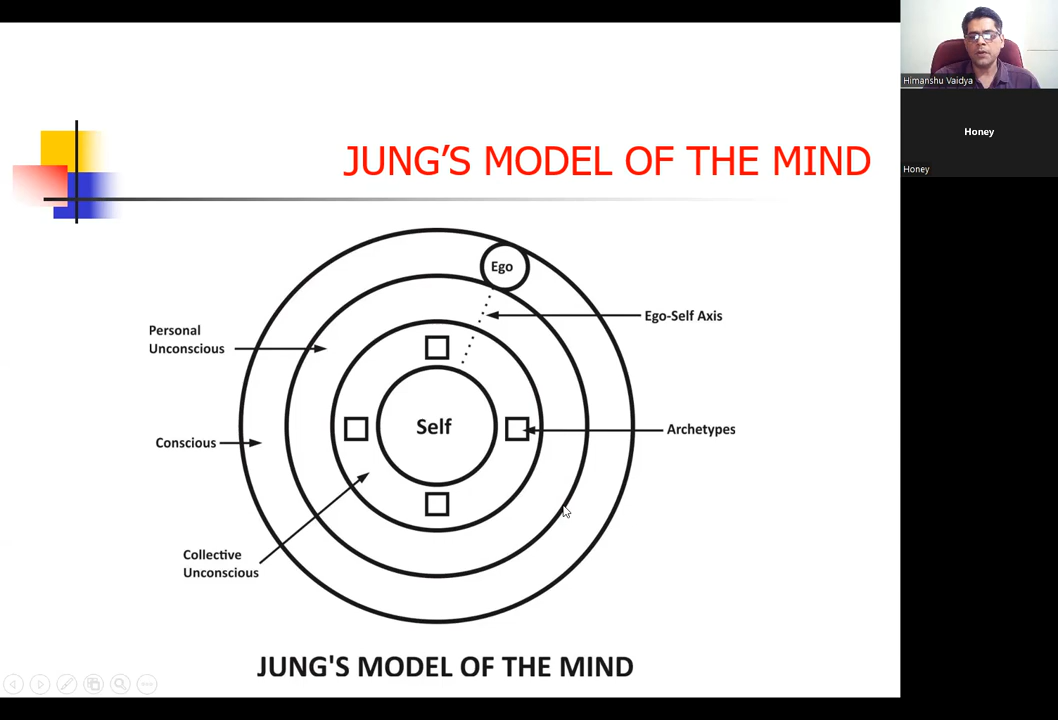 JUNG’S MODEL OF THE MIND
Ego
Ego-Self Axis
Personal
Unconscious
Self
Archetypes
Conscious
Collective
Unconscious
JUNG'S MODEL OF THE MIND
Himanshu Vaidya
Honey
Honey